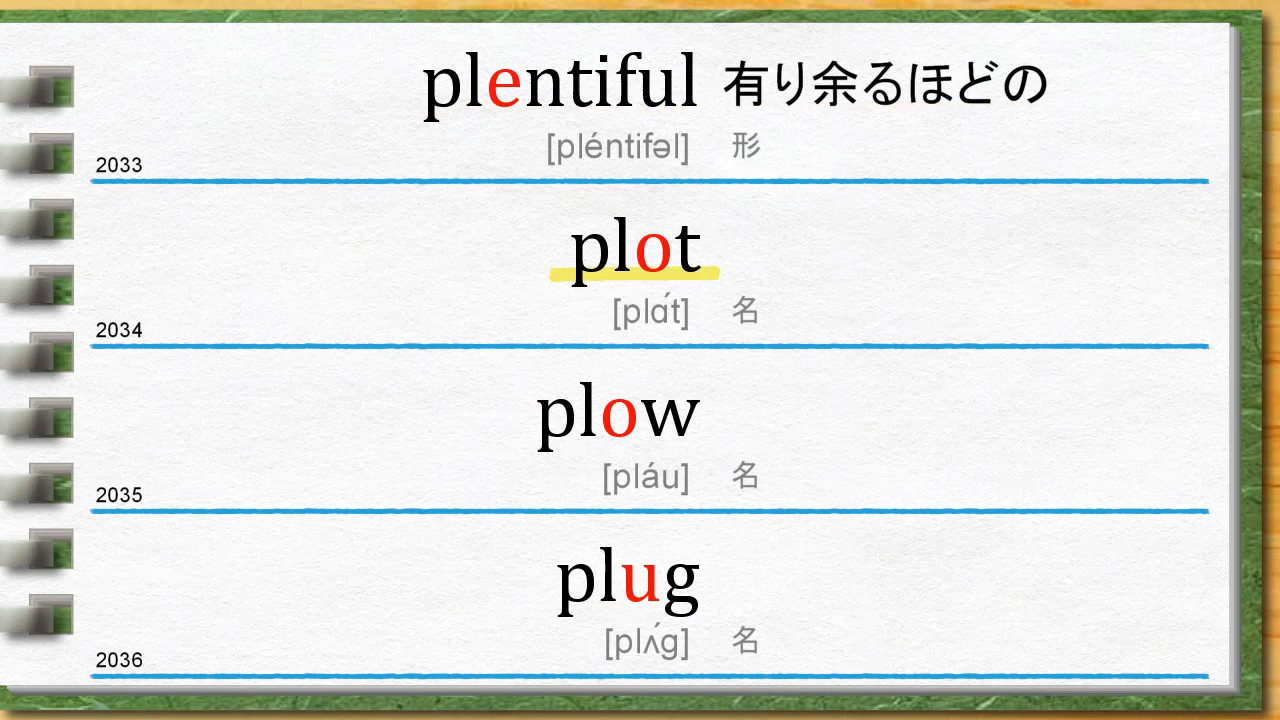 plentiful 有り余るほどの
[pléntifəl] 形
2033
plot
[plɑ́t] 名
2034
plow
[pláu] 名
2035
plug
[plʌ́g] 名
2036